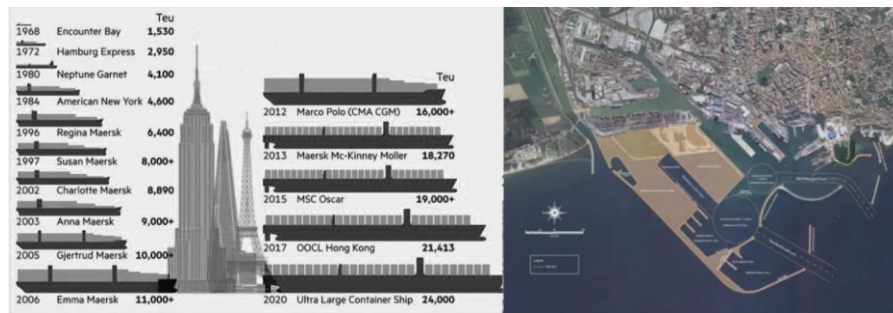 Teu
1968 Encounter Bay 1,530
1972 Hamburg Express 2,950
1980 Neptune Garnet 4,100
1984 American New York 4,600
1996 Regina Maersk 6,400
1997 Susan Maersk 8,000+
2002 Charlotte Maersk 8,890
2003 Anna Maersk 9,000+
2005 Gjertrud Maersk 10,000+
2006 Emma Maersk 11,000+
Teu
2012 Marco Polo (CMA CGM) 16,000+
2013 Maersk Mc-Kinney Moller 18,270
2015 MSC Oscar 19,000+
2017 OOCL Hong Kong 21,413
2020 Ultra Large Container Ship 24,000